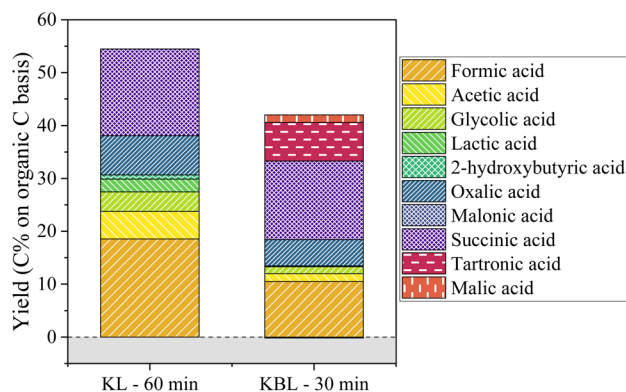 Yield (C% on organic C basis)
60
50
40
30
20
10
0
KL - 60 min
KBL - 30 min
Formic acid
Acetic acid
Glycolic acid
Lactic acid
2-hydroxybutyric acid
Oxalic acid
Malonic acid
Succinic acid
Tartronic acid
Malic acid